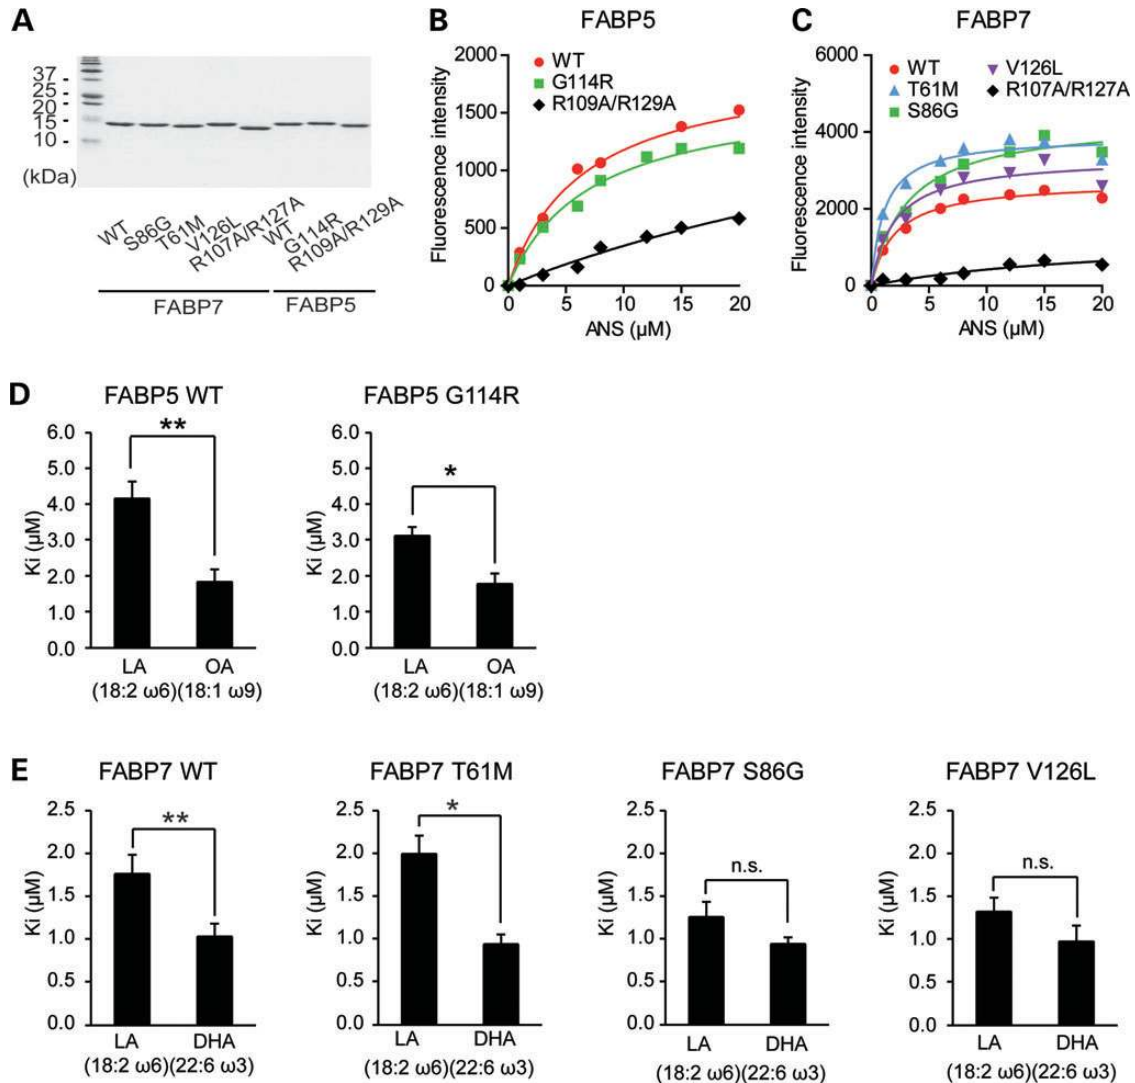 A
37 -
25 -
20 -
15 -
10 -
(kDa)
WT
S86G
T61M
V126L
R107A/R127A
WT
G114R
R109A/R129A
FABP7
FABP5
B
FABP5
Fluorescence intensity
2000
1500
1000
500
0
WT
G114R
R109A/R129A
0 5 10 15 20
ANS (µM)
C
FABP7
Fluorescence intensity
6000
4000
2000
0
WT
T61M
S86G
V126L
R107A/R127A
0 5 10 15 20
ANS (µM)
D
FABP5 WT
Ki (µM)
6.0
5.0
4.0
3.0
2.0
1.0
0.0
**
LA OA
(18:2 ω6)(18:1 ω9)
FABP5 G114R
Ki (µM)
6.0
5.0
4.0
3.0
2.0
1.0
0.0
*
LA OA
(18:2 ω6)(18:1 ω9)
E
FABP7 WT
Ki (µM)
2.5
2.0
1.5
1.0
0.5
0.0
**
LA DHA
(18:2 ω6)(22:6 ω3)
FABP7 T61M
Ki (µM)
2.5
2.0
1.5
1.0
0.5
0.0
*
LA DHA
(18:2 ω6)(22:6 ω3)
FABP7 S86G
Ki (µM)
2.5
2.0
1.5
1.0
0.5
0.0
n.s.
LA DHA
(18:2 ω6)(22:6 ω3)
FABP7 V126L
Ki (µM)
2.5
2.0
1.5
1.0
0.5
0.0
n.s.
LA DHA
(18:2 ω6)(22:6 ω3)